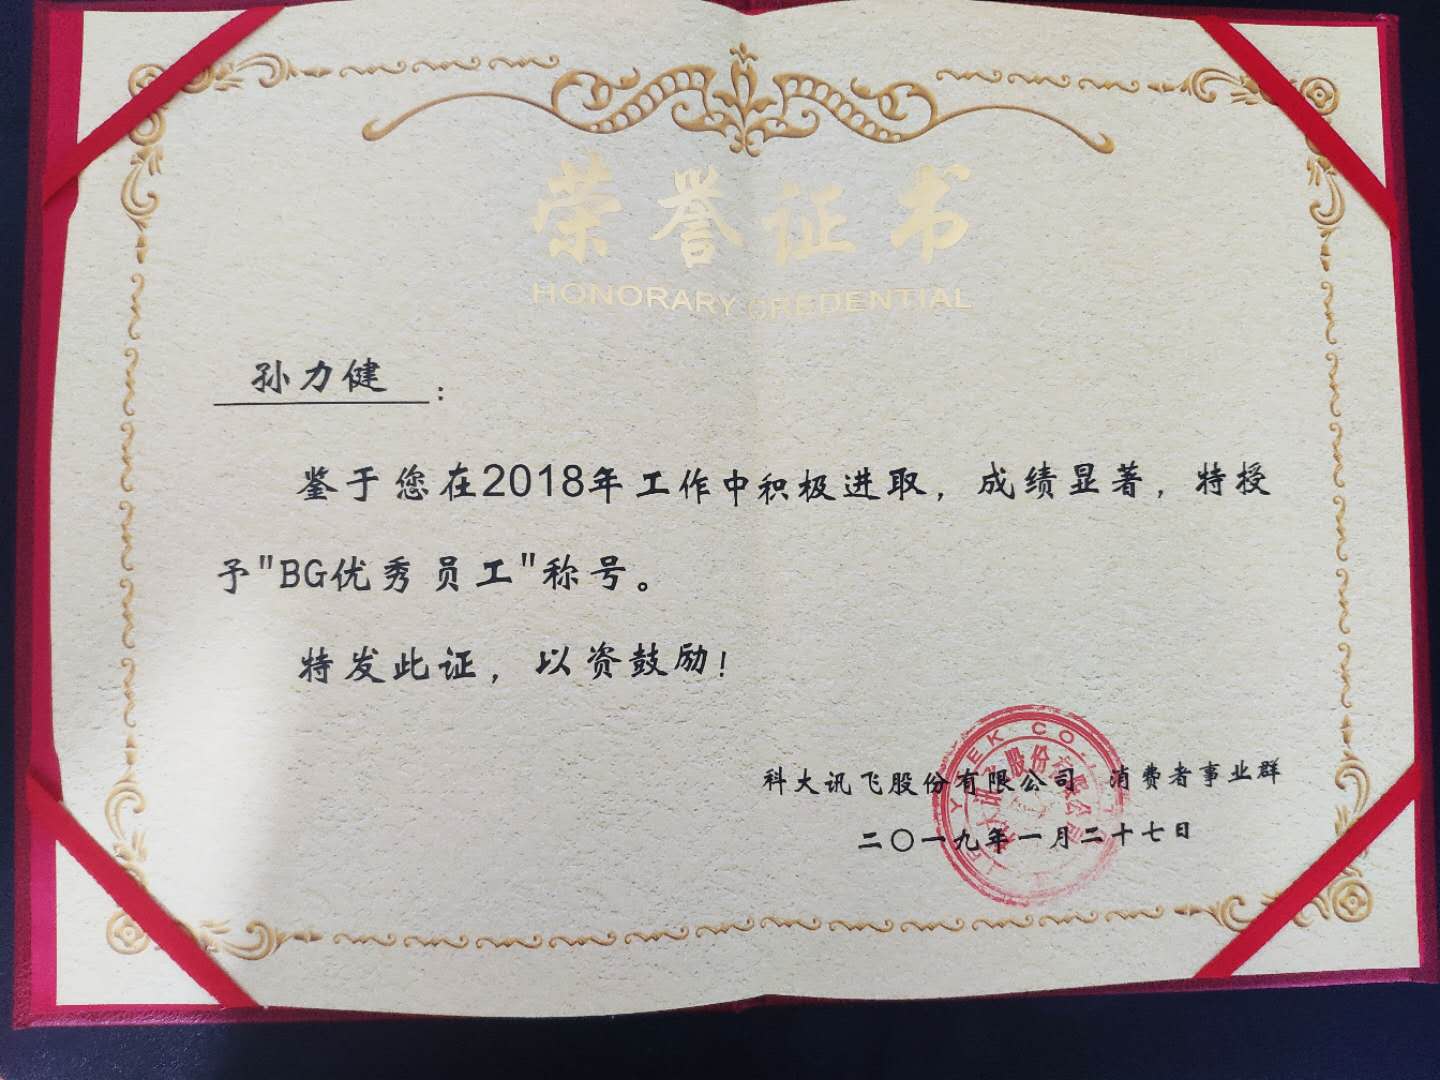 荣誉证书
HONORARY CREDENTIAL
孙力健：
鉴于您在2018年工作中积极进取，成绩显著，特授
予"BG优秀员工"称号。
特发此证，以资鼓励！
科大讯飞股份有限公司 消费者事业群
二〇一九年一月二十七日